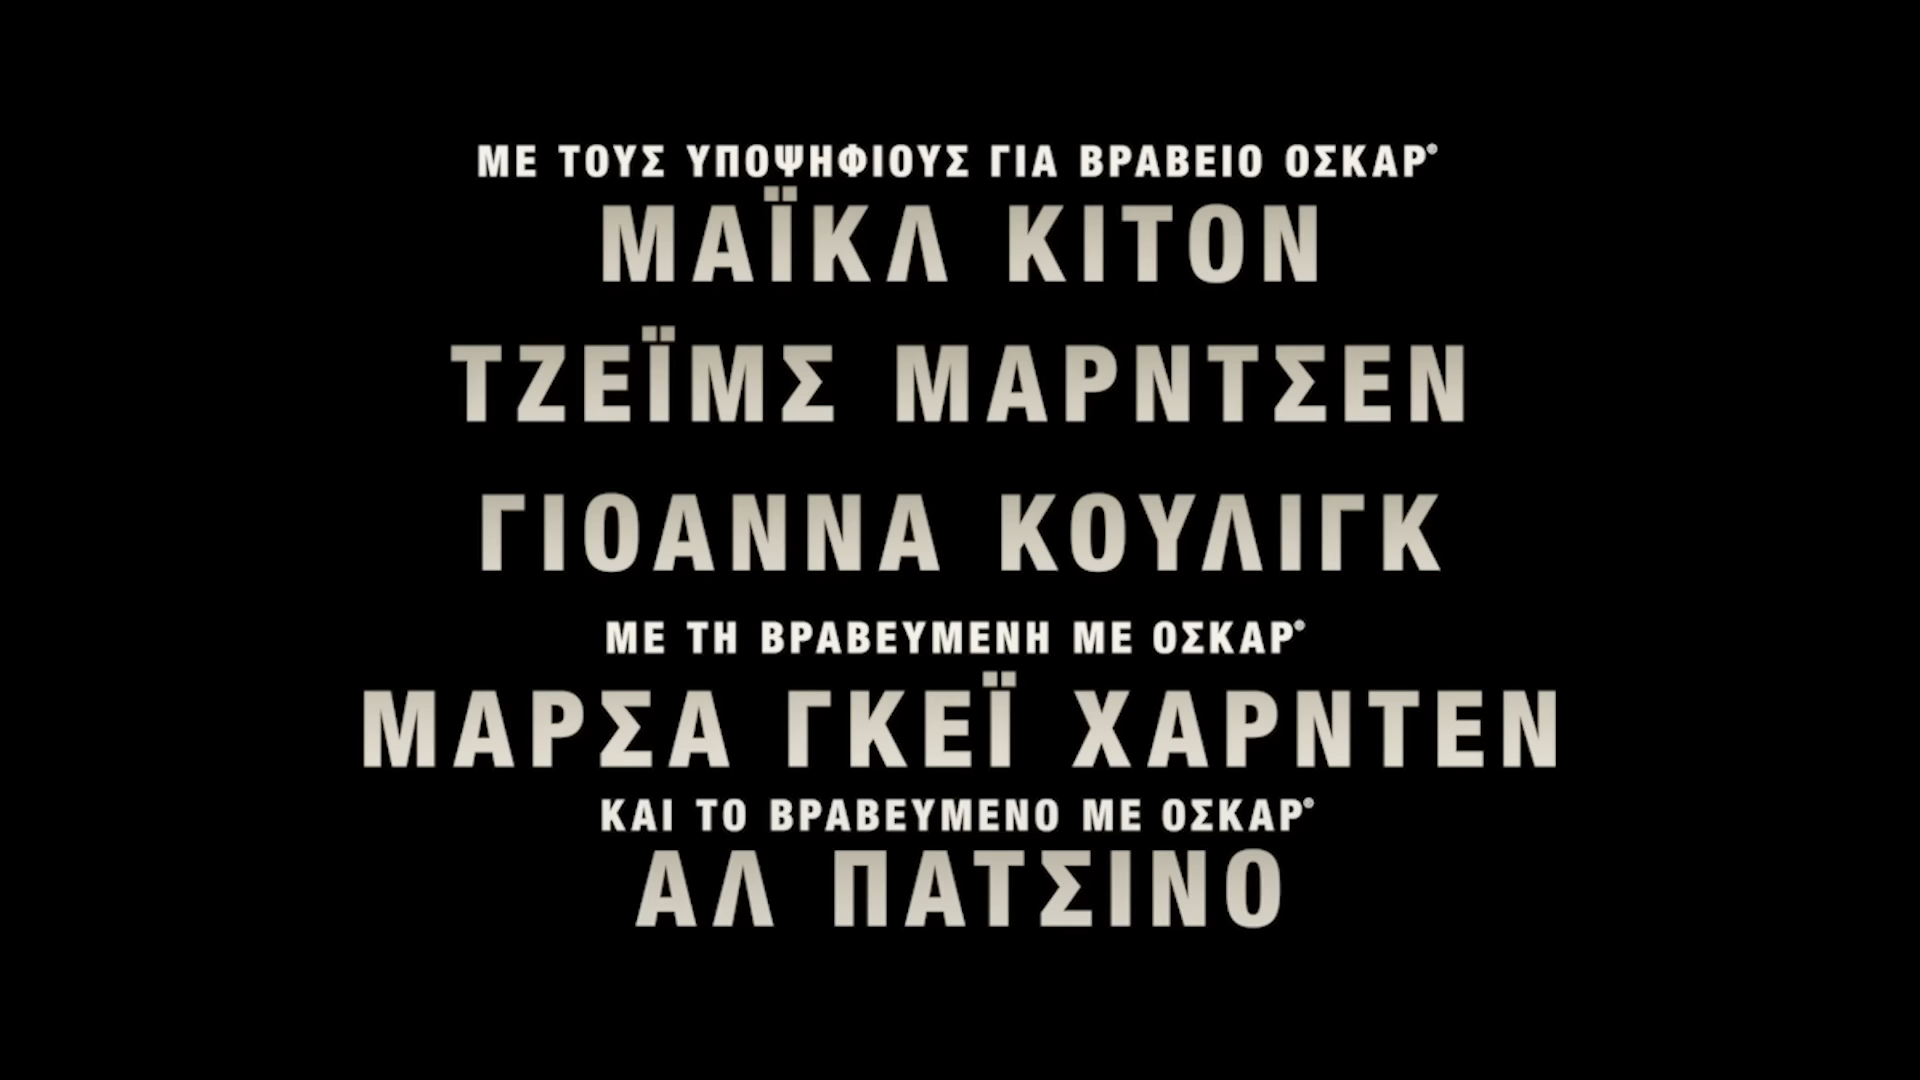 ΜΕ ΤΟΥΣ ΥΠΟΨΗΦΙΟΥΣ ΓΙΑ ΒΡΑΒΕΙΟ ΟΣΚΑΡ®
ΜΑΪΚΛ ΚΙΤΟΝ
ΤΖΕΪΜΣ ΜΑΡΝΤΣΕΝ
ΓΙΟΑΝΝΑ ΚΟΥΛΙΓΚ
ΜΕ ΤΗ ΒΡΑΒΕΥΜΕΝΗ ΜΕ ΟΣΚΑΡ®
ΜΑΡΣΑ ΓΚΕΪ ΧΑΡΝΤΕΝ
ΚΑΙ ΤΟ ΒΡΑΒΕΥΜΕΝΟ ΜΕ ΟΣΚΑΡ®
ΑΛ ΠΑΤΣΙΝΟ